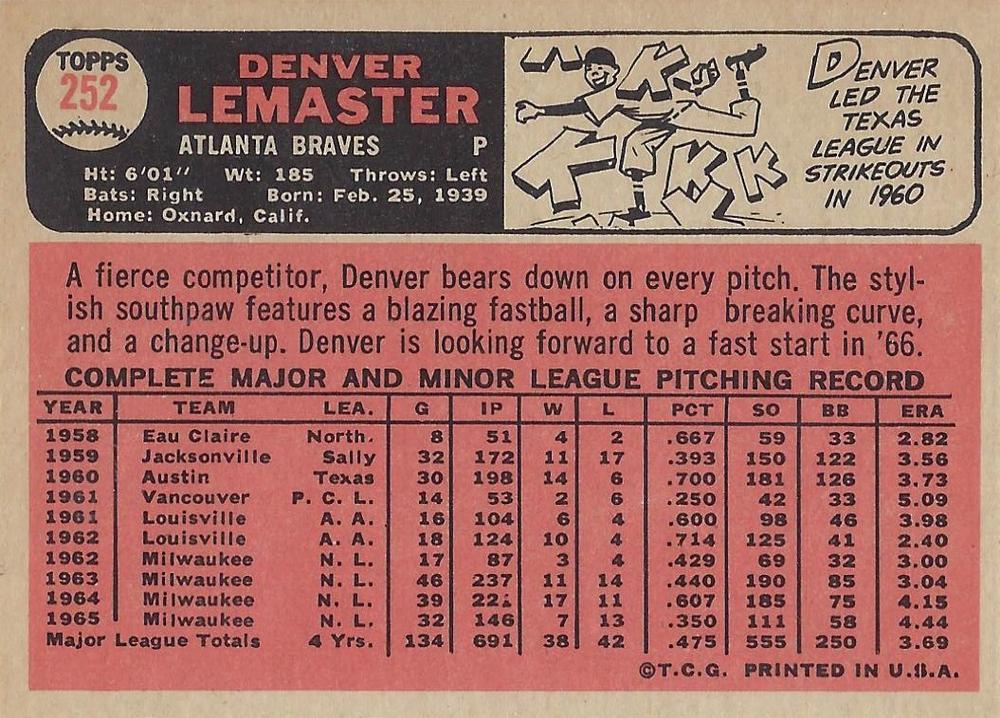 TOPPS
252
DENVER
LEMASTER
ATLANTA BRAVES P
Ht: 6'01" Wt: 185 Throws: Left
Bats: Right Born: Feb. 25, 1939
Home: Oxnard, Calif.
K K K K K
DENVER
LED THE
TEXAS
LEAGUE IN
STRIKEOUTS
IN 1960
A fierce competitor, Denver bears down on every pitch. The styl-
ish southpaw features a blazing fastball, a sharp breaking curve,
and a change-up. Denver is looking forward to a fast start in '66.
COMPLETE MAJOR AND MINOR LEAGUE PITCHING RECORD
YEAR TEAM LEA. G IP W L PCT SO BB ERA
1958 Eau Claire North. 8 51 4 2 .667 59 33 2.82
1959 Jacksonville Sally 32 172 11 17 .393 150 122 3.56
1960 Austin Texas 30 198 14 6 .700 181 126 3.73
1961 Vancouver P. C. L. 14 53 2 6 .250 42 33 5.09
1961 Louisville A. A. 16 104 6 4 .600 98 46 3.98
1962 Louisville A. A. 18 124 10 4 .714 125 41 2.40
1962 Milwaukee N. L. 17 87 3 4 .429 69 32 3.00
1963 Milwaukee N. L. 46 237 11 14 .440 190 85 3.04
1964 Milwaukee N. L. 39 17 11 .607 185 75 4.15
1965 Milwaukee N. L. 32 146 7 13 .350 111 58 4.44
Major League Totals 4 Yrs. 134 691 38 42 .475 555 250 3.69
©T.C.G. PRINTED IN U.S.A.